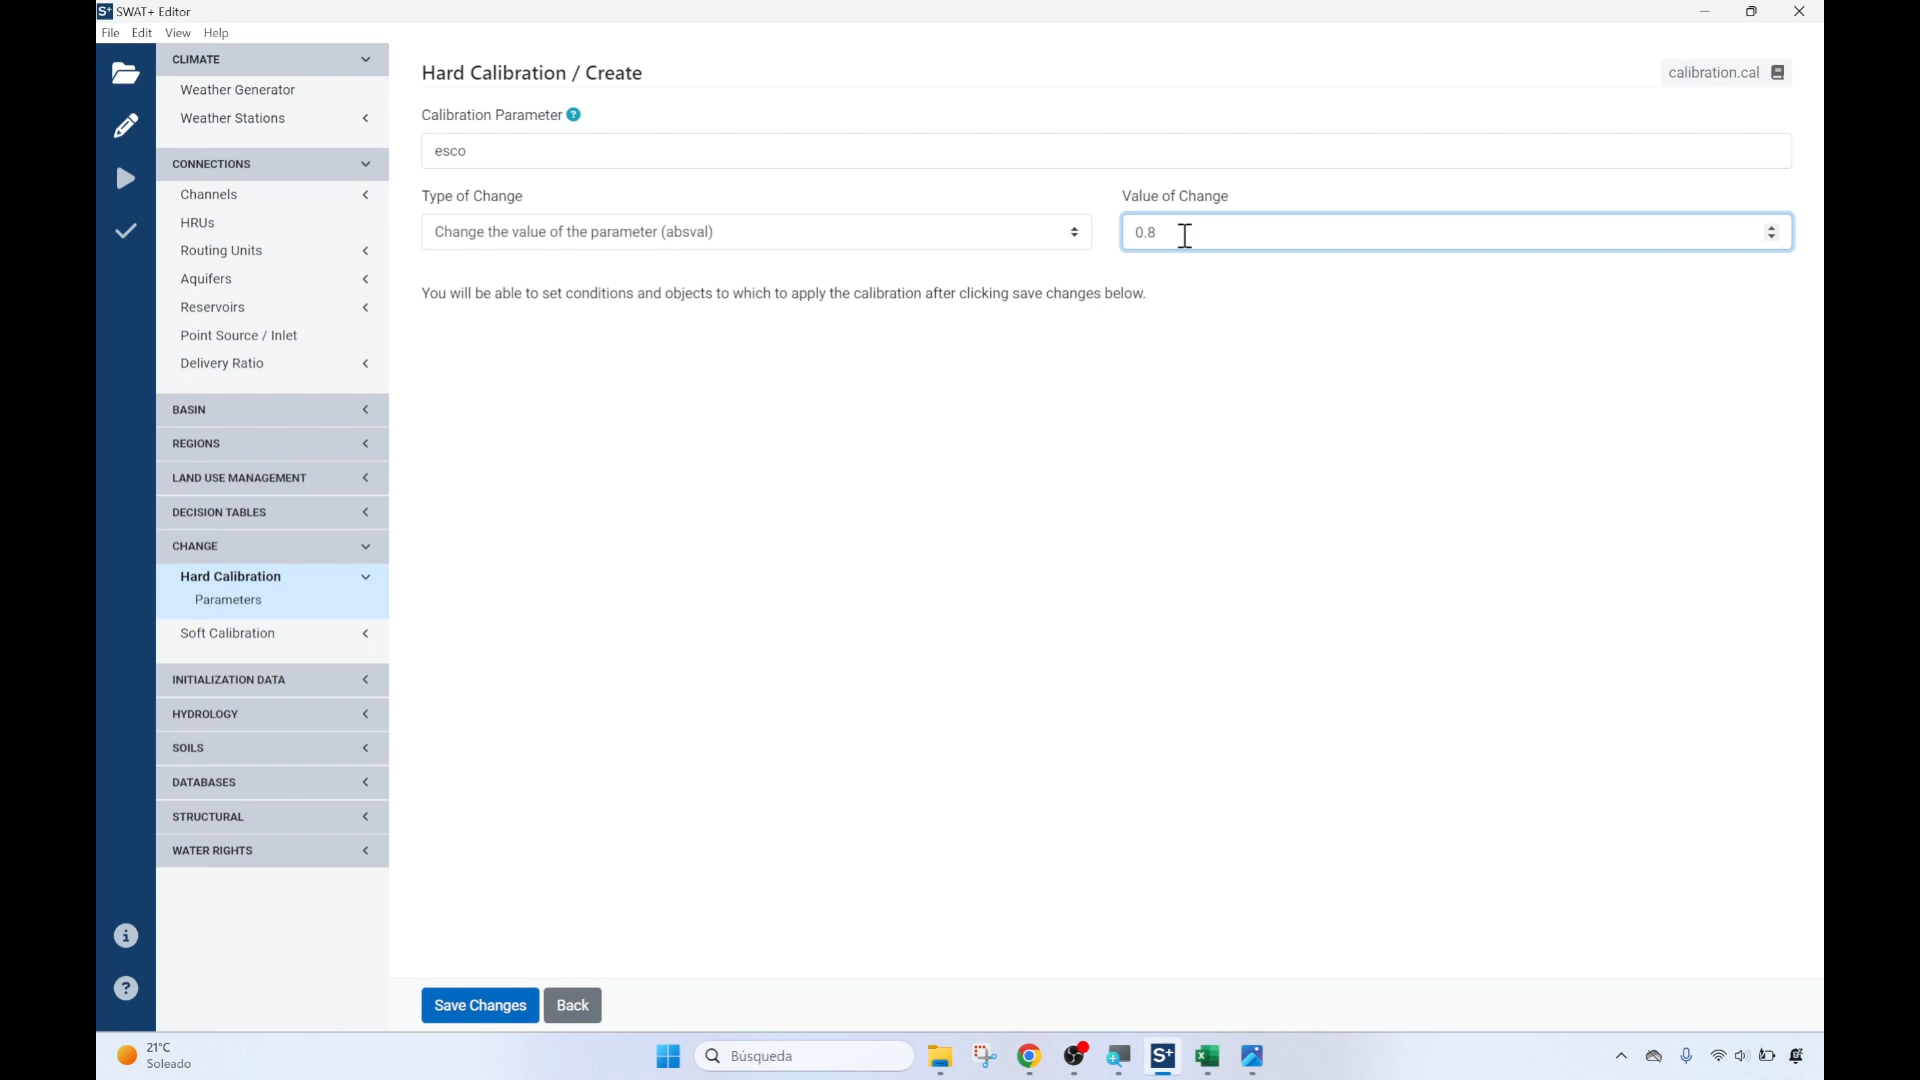 S+ SWAT+ Editor
File Edit View Help
CLIMATE
Weather Generator
Weather Stations
CONNECTIONS
Channels
HRUs
Routing Units
Aquifers
Reservoirs
Point Source / Inlet
Delivery Ratio
BASIN
REGIONS
LAND USE MANAGEMENT
DECISION TABLES
CHANGE
Hard Calibration
Parameters
Soft Calibration
INITIALIZATION DATA
HYDROLOGY
SOILS
DATABASES
STRUCTURAL
WATER RIGHTS
Hard Calibration / Create
calibration.cal
Calibration Parameter ?
esco
Type of Change
Value of Change
Change the value of the parameter (absval)
0.8
You will be able to set conditions and objects to which to apply the calibration after clicking save changes below.
Save Changes Back
21°C
Soleado
Búsqueda
S+